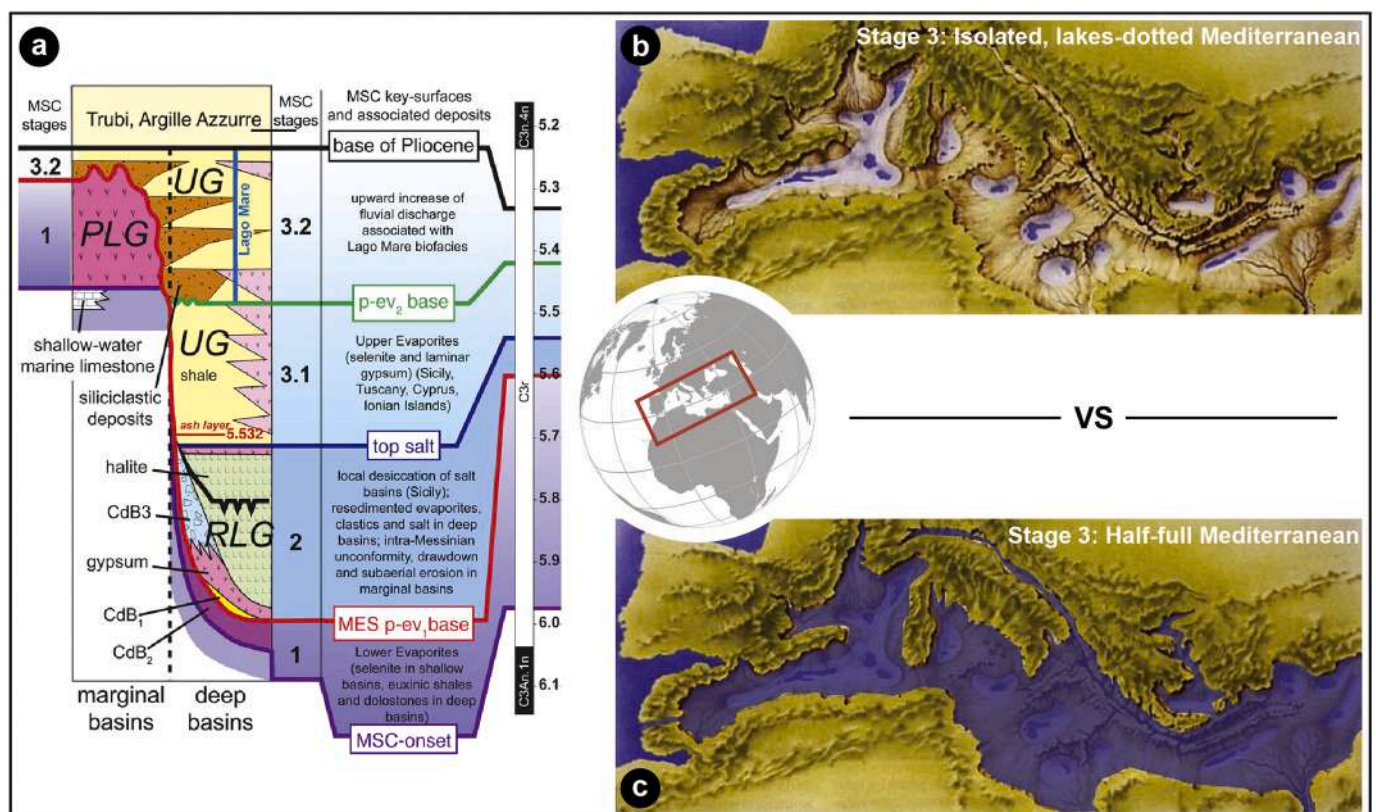 a
MSC
stages
Trubi, Argille Azzurre
MSC
stages
MSC key-surfaces
and associated deposits
base of Pliocene
3.2
1
PLG
UG
Lago Mare
3.2
upward increase of
fluvial discharge
associated with
Lago Mare biofacies
p-ev2 base
shallow-water
marine limestone
siliciclastic
deposits
UG
shale
ash layer
5.532
3.1
Upper Evaporites
(selenite and laminar
gypsum) (Sicily,
Tuscany, Cyprus,
Ionian Islands)
top salt
halite
CdB3
RLG
gypsum
CdB1
CdB2
2
local desiccation of salt
basins (Sicily);
resedimented evaporites,
clastics and salt in deep
basins; intra-Messinian
unconformity, drawdown
and subaerial erosion in
marginal basins
MES p-ev1base
1
Lower Evaporites
(selenite in shallow
basins, euxinic shales
and dolostones in deep
basins)
MSC-onset
marginal
basins
deep
basins
C3n.4n
C3r
C3An.1n
5.2
5.3
5.4
5.5
5.6
5.7
5.8
5.9
6.0
6.1
b
Stage 3: Isolated, lakes-dotted Mediterranean
VS
Stage 3: Half-full Mediterranean
c